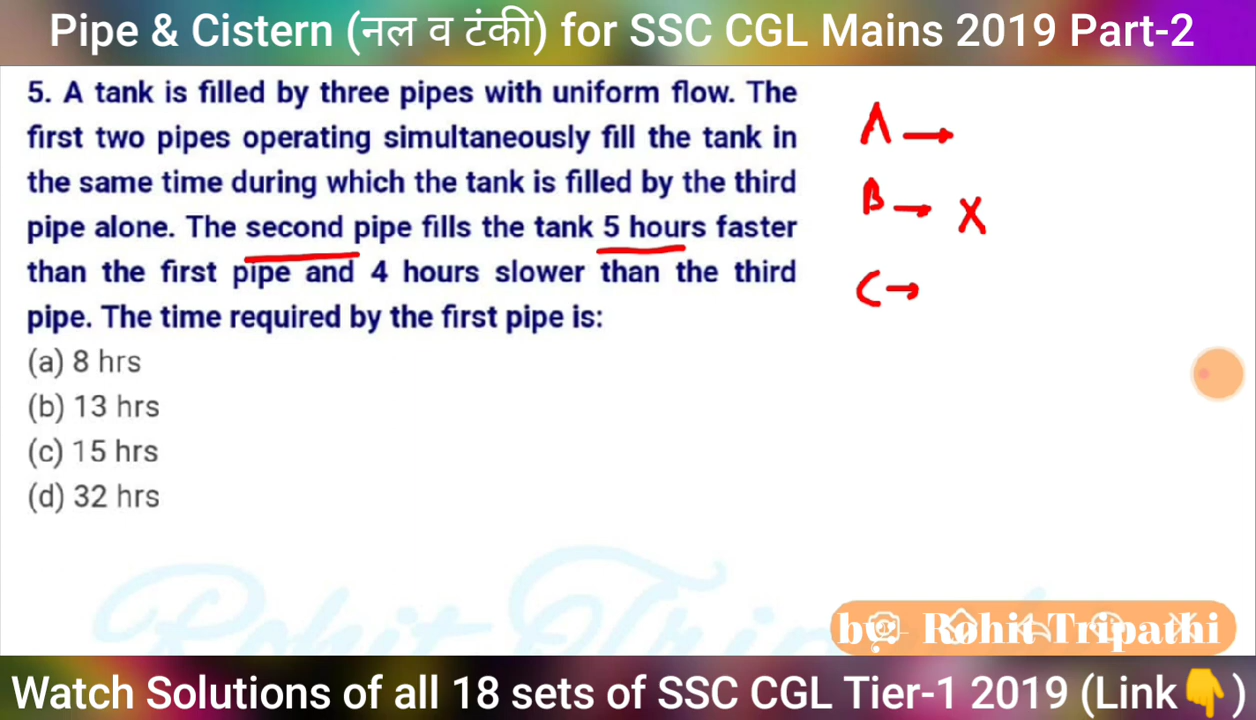 Pipe & Cistern (नल व टंकी) for SSC CGL Mains 2019 Part-2
5. A tank is filled by three pipes with uniform flow. The
first two pipes operating simultaneously fill the tank in
the same time during which the tank is filled by the third
pipe alone. The second pipe fills the tank 5 hours faster
than the first pipe and 4 hours slower than the third
pipe. The time required by the first pipe is:
(a) 8 hrs
(b) 13 hrs
(c) 15 hrs
(d) 32 hrs
A →
B → X
C →
Rohit Tri
by: Rohit Tripathi
Watch Solutions of all 18 sets of SSC CGL Tier-1 2019 (Link👇)